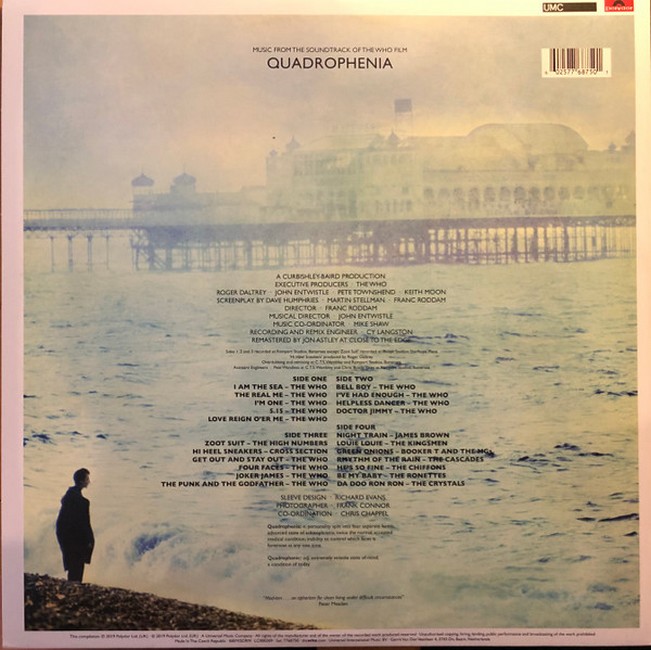 UMC
MUSIC FROM THE SOUNDTRACK OF THE WHO FILM
QUADROPHENIA
A CURBISHLEY-BAIRD PRODUCTION
EXECUTIVE PRODUCERS · THE WHO
ROGER DALTREY · JOHN ENTWISTLE · PETE TOWNSHEND · KEITH MOON
SCREENPLAY BY DAVE HUMPHRIES · MARTIN STELLMAN · FRANC RODDAM
DIRECTOR · FRANC RODDAM
MUSICAL DIRECTOR · JOHN ENTWISTLE
MUSIC CO-ORDINATOR · MIKE SHAW
RECORDING AND REMIX ENGINEER · CY LANGSTON
REMASTERED BY JON ASTLEY AT CLOSE TO THE EDGE
SIDE ONE
I AM THE SEA – THE WHO
THE REAL ME – THE WHO
I'M ONE – THE WHO
5.15 – THE WHO
LOVE REIGN O'ER ME – THE WHO
SIDE TWO
BELL BOY – THE WHO
I'VE HAD ENOUGH – THE WHO
HELPLESS DANCER – THE WHO
DOCTOR JIMMY – THE WHO
SIDE THREE
ZOOT SUIT – THE HIGH NUMBERS
HI HEEL SNEAKERS – CROSS SECTION
GET OUT AND STAY OUT – THE WHO
FOUR FACES – THE WHO
JOKER JAMES – THE WHO
THE PUNK AND THE GODFATHER – THE WHO
SIDE FOUR
NIGHT TRAIN – JAMES BROWN
LOUIE LOUIE – THE KINGSMEN
GREEN ONIONS – BOOKER T AND THE MGs
RHYTHM OF THE RAIN – THE CASCADES
HE'S SO FINE – THE CHIFFONS
BE MY BABY – THE RONETTES
DA DOO RON RON – THE CRYSTALS
SLEEVE DESIGN · RICHARD EVANS
PHOTOGRAPHER · FRANK CONNOR
CO-ORDINATION · CHRIS CHAPPEL
a condition of today
Peter Meaden